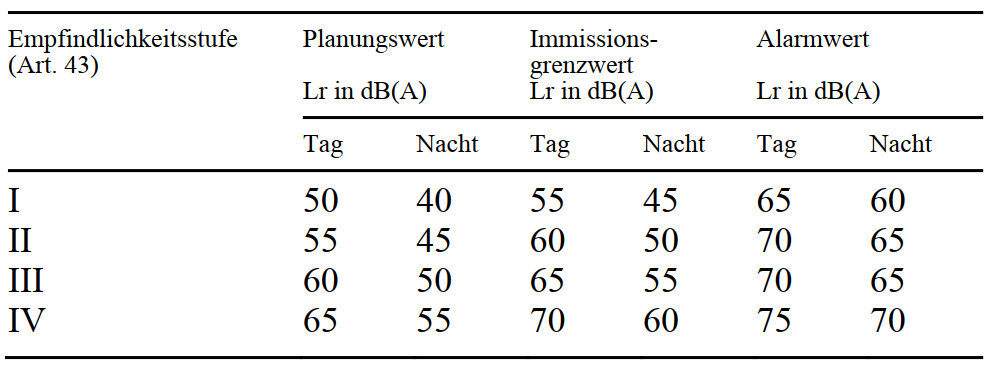 Empfindlichkeitsstufe Planungswert Immissions- Alarmwert
(Art. 43) grenzwert
Lr in dB(A) Lr in dB(A) Lr in dB(A)
Tag Nacht Tag Nacht Tag Nacht
I 50 40 55 45 65 60
II 55 45 60 50 70 65
III 60 50 65 55 70 65
IV 65 55 70 60 75 70